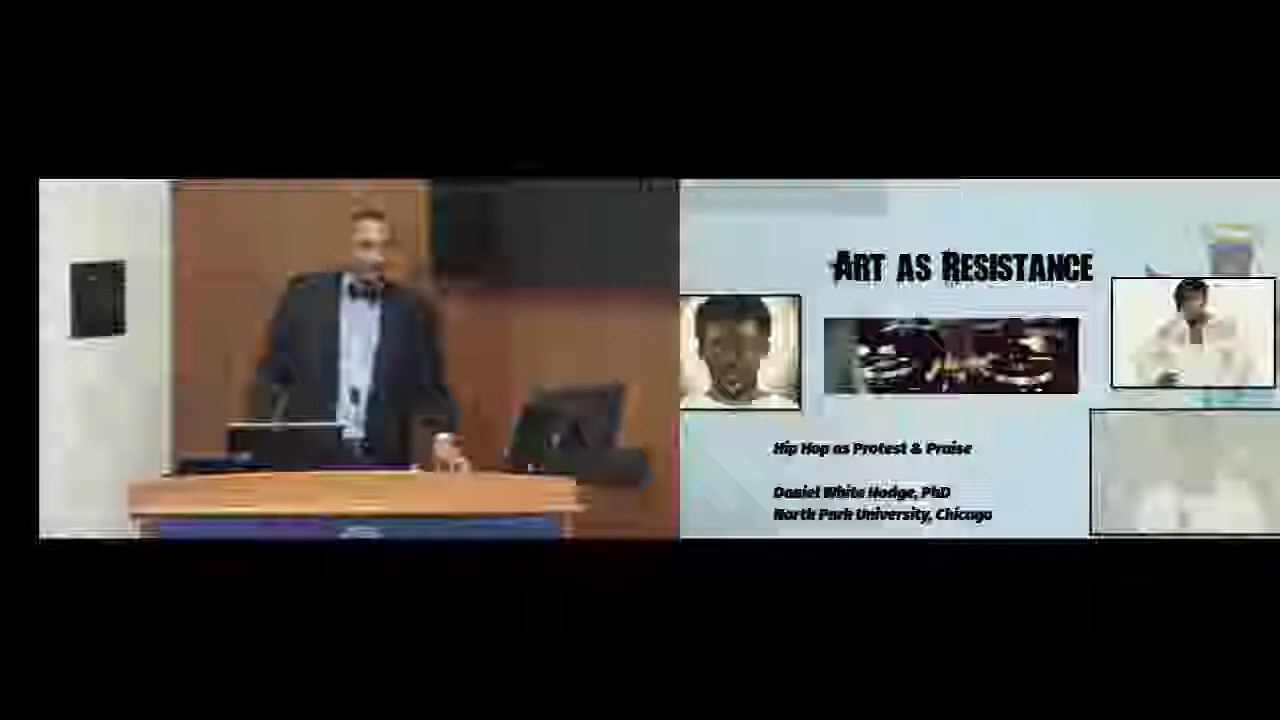 Art as Resistance
Hip Hop as Protest & Praise
Daniel White Hodge, PhD
North Park University, Chicago